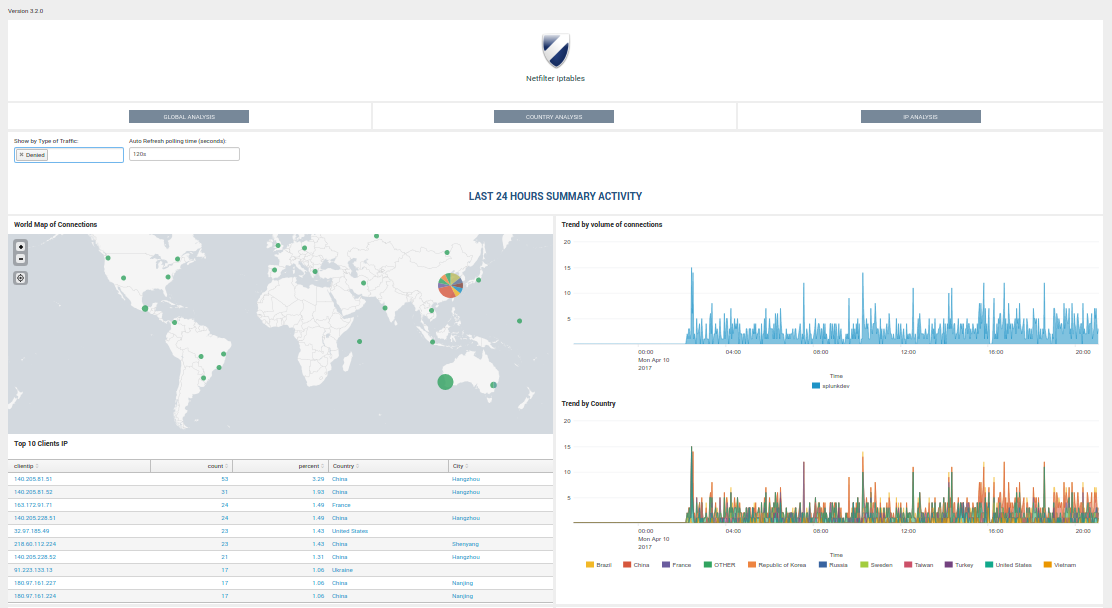 Version 3.2.0
Netfilter Iptables
GLOBAL ANALYSIS
COUNTRY ANALYSIS
IP ANALYSIS
Show by Type of Traffic:
Auto Refresh polling time (seconds):
× Denied
120s
LAST 24 HOURS SUMMARY ACTIVITY
World Map of Connections
Trend by volume of connections
20
15
10
5
00:00
04:00
08:00
12:00
16:00
20:00
Mon Apr 10
2017
Time
splunkdev
Trend by Country
20
15
10
5
00:00
04:00
08:00
12:00
16:00
20:00
Mon Apr 10
2017
Time
Brazil China France OTHER Republic of Korea Russia Sweden Taiwan Turkey United States Vietnam
Top 10 Clients IP
clientip count percent Country City
140.205.81.51 53 3.29 China Hangzhou
140.205.81.52 31 1.93 China Hangzhou
163.172.91.71 24 1.49 France
140.205.228.51 24 1.49 China Hangzhou
32.97.185.49 23 1.43 United States
218.60.112.224 23 1.43 China Shenyang
140.205.228.52 21 1.31 China Hangzhou
91.223.133.13 17 1.06 Ukraine
180.97.161.227 17 1.06 China Nanjing
180.97.161.224 17 1.06 China Nanjing